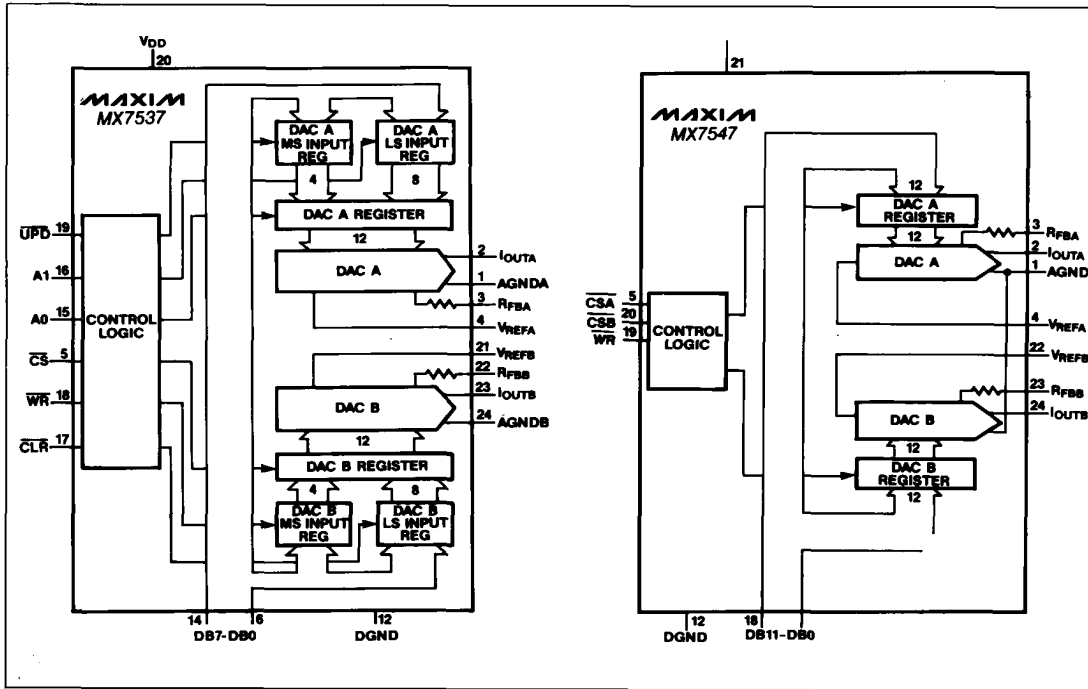 VDD
20
MAXIM
MX7537
DAC A
MS INPUT
REG
DAC A
LS INPUT
REG
4
8
DAC A REGISTER
12
DAC A
CONTROL
LOGIC
UPD 19
A1 16
A0 15
CS 5
WR 18
CLR 17
2 IOUTA
1 AGNDA
3 RFBA
4 VREFA
21 VREFB
22 RFBB
23 IOUTB
24 AGNDB
DAC B
12
DAC B REGISTER
4
8
DAC B
MS INPUT
REG
DAC B
LS INPUT
REG
14
6
12
DB7-DB0
DGND
21
MAXIM
MX7547
12
DAC A
REGISTER
12
DAC A
3 RFBA
2 IOUTA
1 AGND
4 VREFA
CSA 5
CSB 20
WR 19
CONTROL
LOGIC
22 VREFB
23 RFBB
24 IOUTB
DAC B
12
DAC B
REGISTER
12
12
DGND
18
DB11-DB0